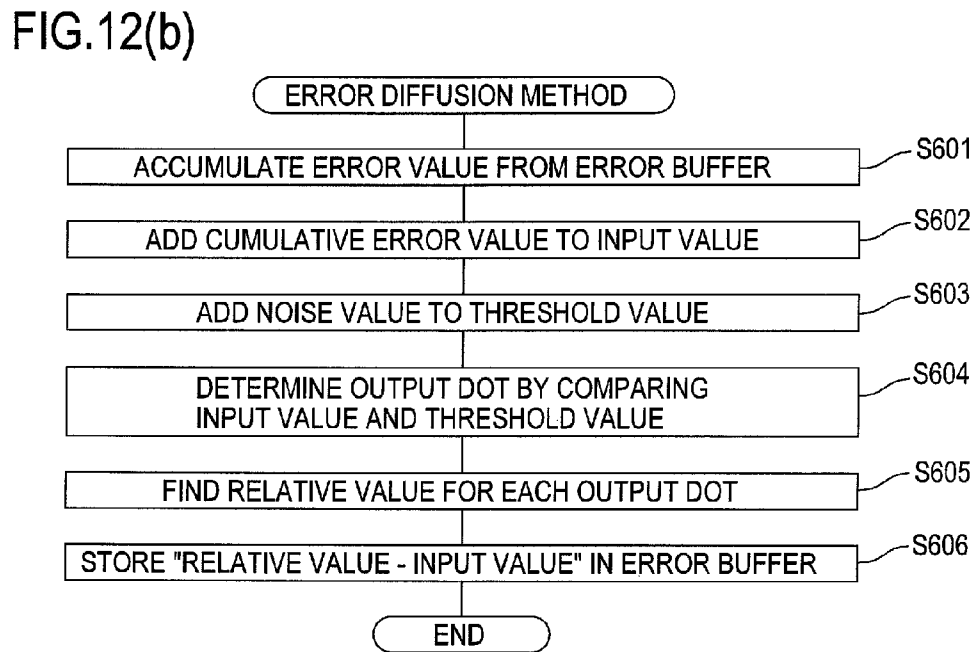 FIG.12(b)
ERROR DIFFUSION METHOD
ACCUMULATE ERROR VALUE FROM ERROR BUFFER
S601
ADD CUMULATIVE ERROR VALUE TO INPUT VALUE
S602
ADD NOISE VALUE TO THRESHOLD VALUE
S603
DETERMINE OUTPUT DOT BY COMPARING
INPUT VALUE AND THRESHOLD VALUE
S604
FIND RELATIVE VALUE FOR EACH OUTPUT DOT
S605
STORE "RELATIVE VALUE - INPUT VALUE" IN ERROR BUFFER
S606
END